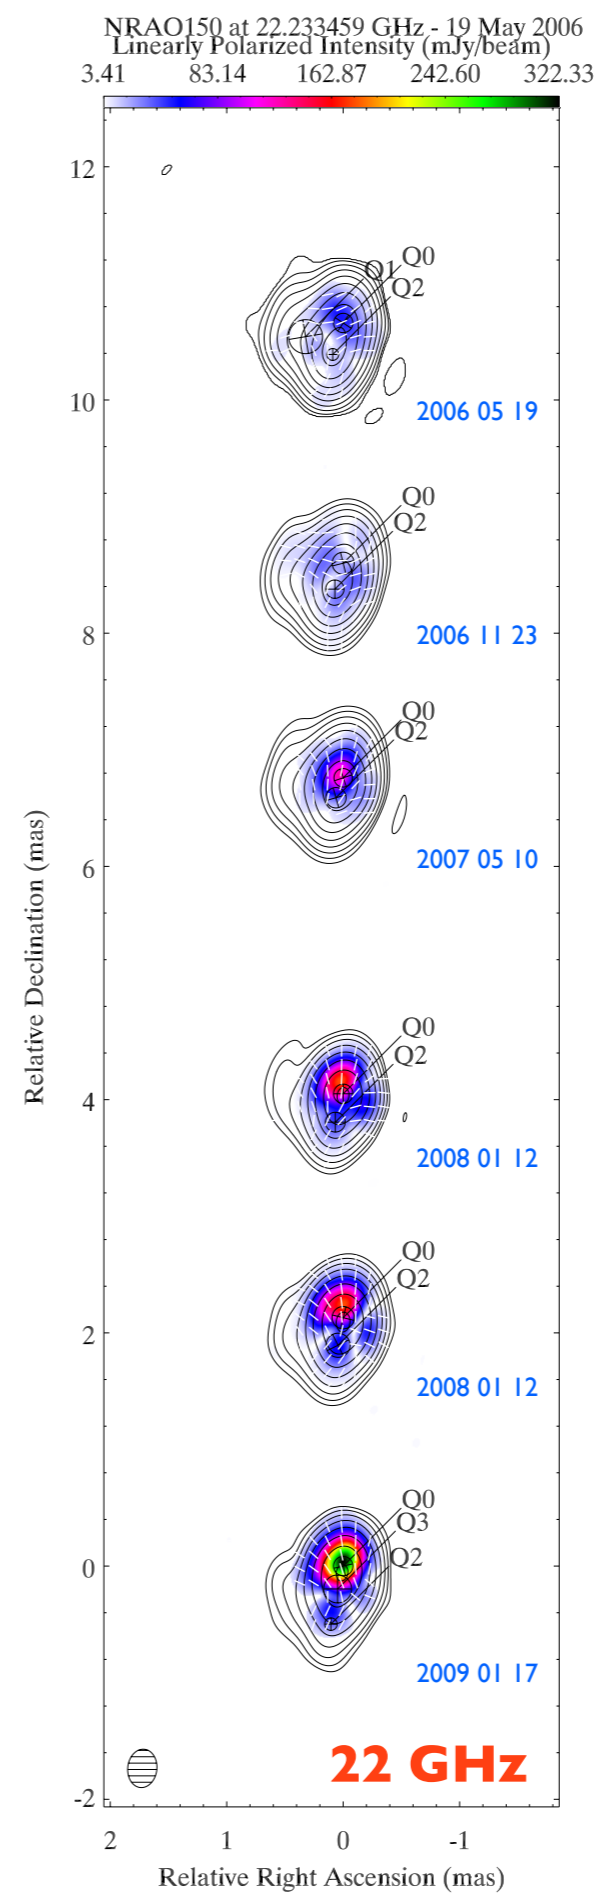 NRAO150 at 22.233459 GHz - 19 May 2006
Linearly Polarized Intensity (mJy/beam)
3.41 83.14 162.87 242.60 322.33
12
Q0
Q1
Q2
10
2006 05 19
Q0
Q2
8
2006 11 23
Q0
Q2
2007 05 10
6
Relative Declination (mas)
Q0
Q2
4
2008 01 12
Q0
Q2
2
2008 01 12
Q0
Q3
Q2
0
2009 01 17
22 GHz
-2
2 1 0 -1
Relative Right Ascension (mas)